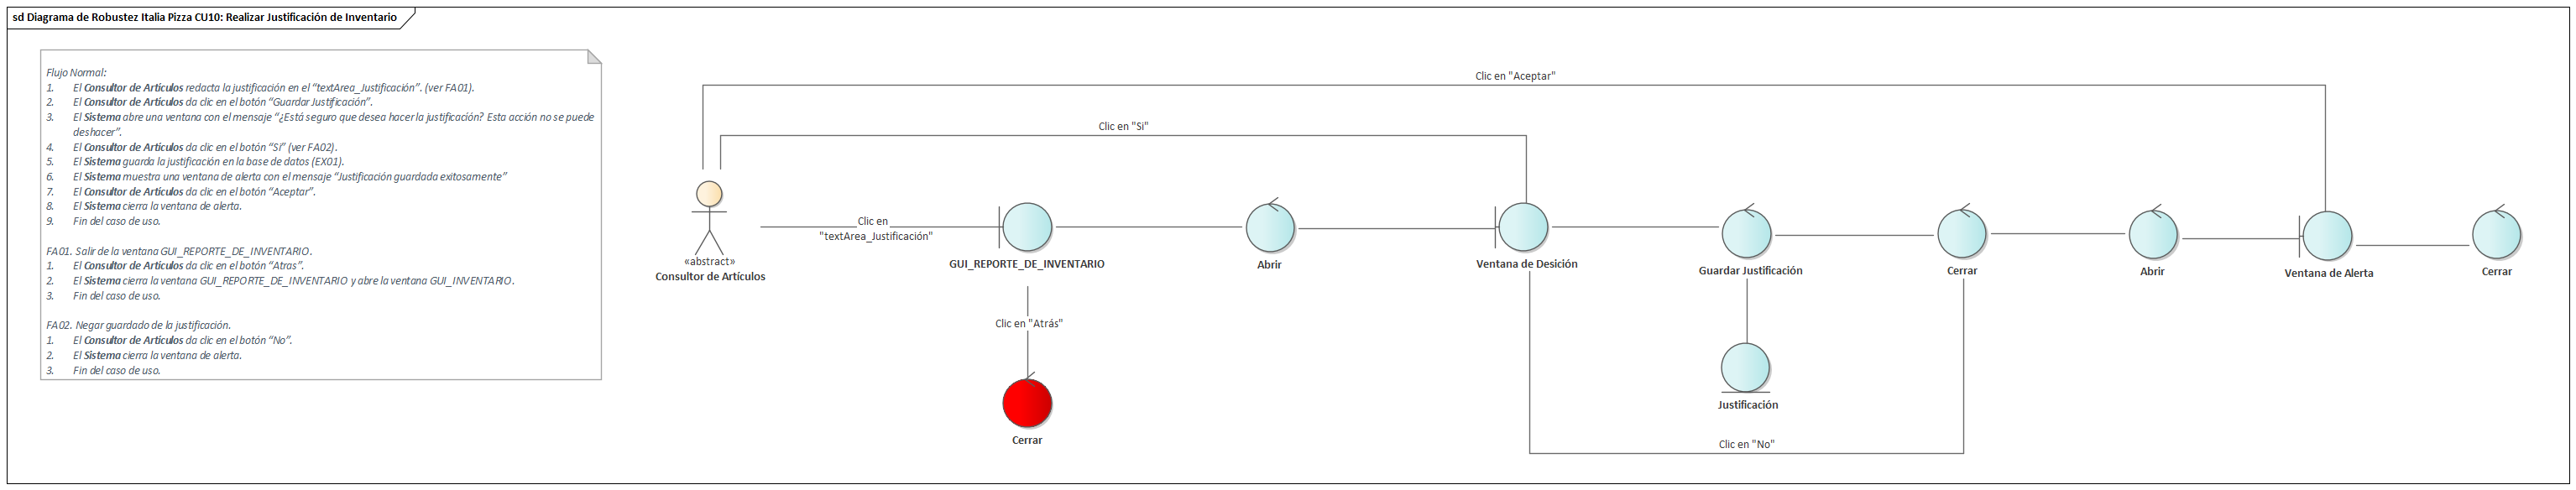 sd Diagrama de Robustez Italia Pizza CU10: Realizar Justificación de Inventario
Flujo Normal:
1. El Consultor de Artículos redacta la justificación en el “textArea_Justificación”. (ver FA01).
2. El Consultor de Artículos da clic en el botón “Guardar Justificación”.
3. El Sistema abre una ventana con el mensaje “¿Está seguro que desea hacer la justificación? Esta acción no se puede
deshacer”.
4. El Consultor de Artículos da clic en el botón “Si” (ver FA02).
5. El Sistema guarda la justificación en la base de datos (EX01).
6. El Sistema muestra una ventana de alerta con el mensaje “Justificación guardada exitosamente”
7. El Consultor de Artículos da clic en el botón “Aceptar”.
8. El Sistema cierra la ventana de alerta.
9. Fin del caso de uso.
FA01. Salir de la ventana GUI_REPORTE_DE_INVENTARIO.
1. El Consultor de Artículos da clic en el botón “Atras”.
2. El Sistema cierra la ventana GUI_REPORTE_DE_INVENTARIO y abre la ventana GUI_INVENTARIO.
3. Fin del caso de uso.
FA02. Negar guardado de la justificación.
1. El Consultor de Artículos da clic en el botón “No”.
2. El Sistema cierra la ventana de alerta.
3. Fin del caso de uso.
Clic en "Aceptar"
Clic en "Si"
Clic en
"textArea_Justificación"
«abstract»
Consultor de Artículos
GUI_REPORTE_DE_INVENTARIO
Abrir
Ventana de Desición
Guardar Justificación
Cerrar
Abrir
Ventana de Alerta
Cerrar
Clic en "Atrás"
Justificación
Cerrar
Clic en "No"